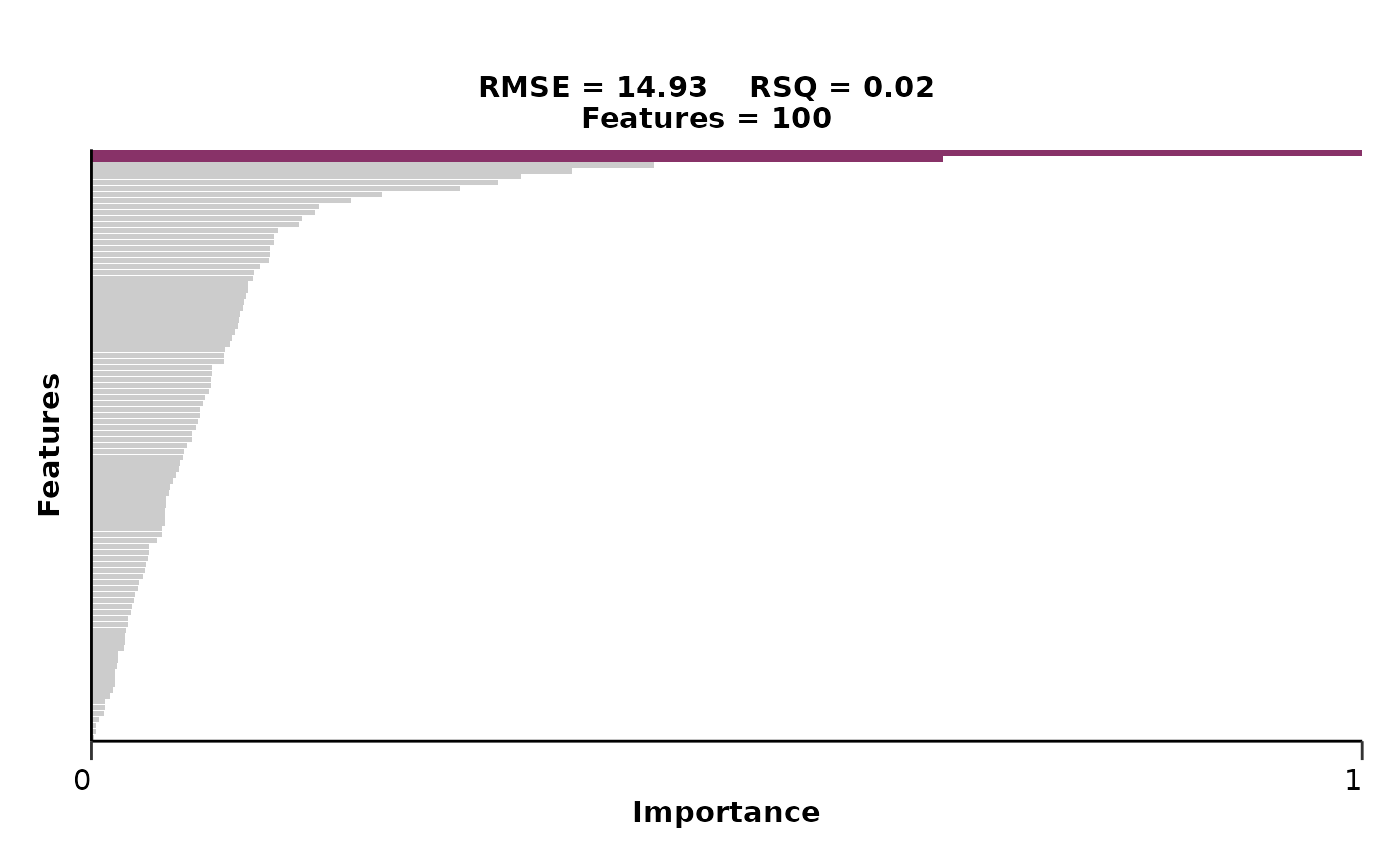 RMSE = 14.93    RSQ = 0.02
Features = 100
Features
0
1
Importance